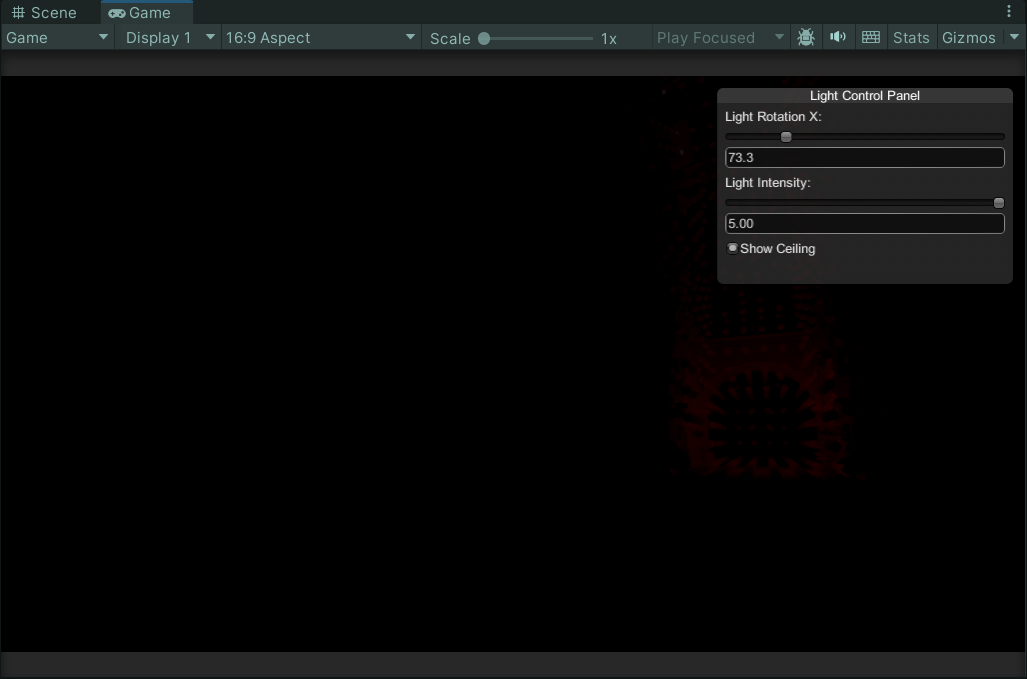 Scene Game
Game Display 1 16:9 Aspect Scale 1x Play Focused Stats Gizmos
Light Control Panel
Light Rotation X:
73.3
Light Intensity:
5.00
Show Ceiling